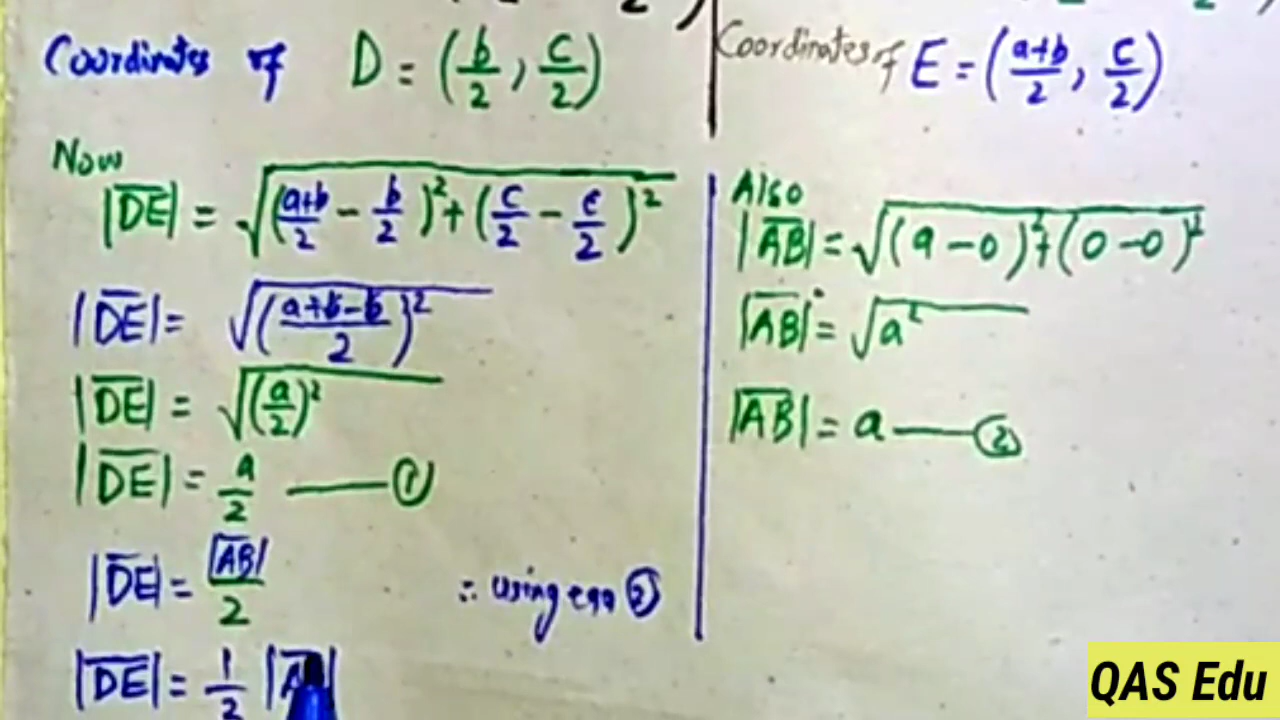 Coordinates of D = (b/2, c/2)
Now
|DE| = √((a+b)/2 - b/2)² + (c/2 - c/2)²
|DE| = √((a+b-b)/2)²
|DE| = √(a/2)²
|DE| = a/2 —— ①
|DE| = |AB|/2 ∴ using eqn ②
|DE| = 1/2
Coordinates of E = ((a+b)/2, c/2)
Also
|AB| = √(a-0)²+(0-0)²
|AB| = √a²
|AB| = a —— ②
QAS Edu